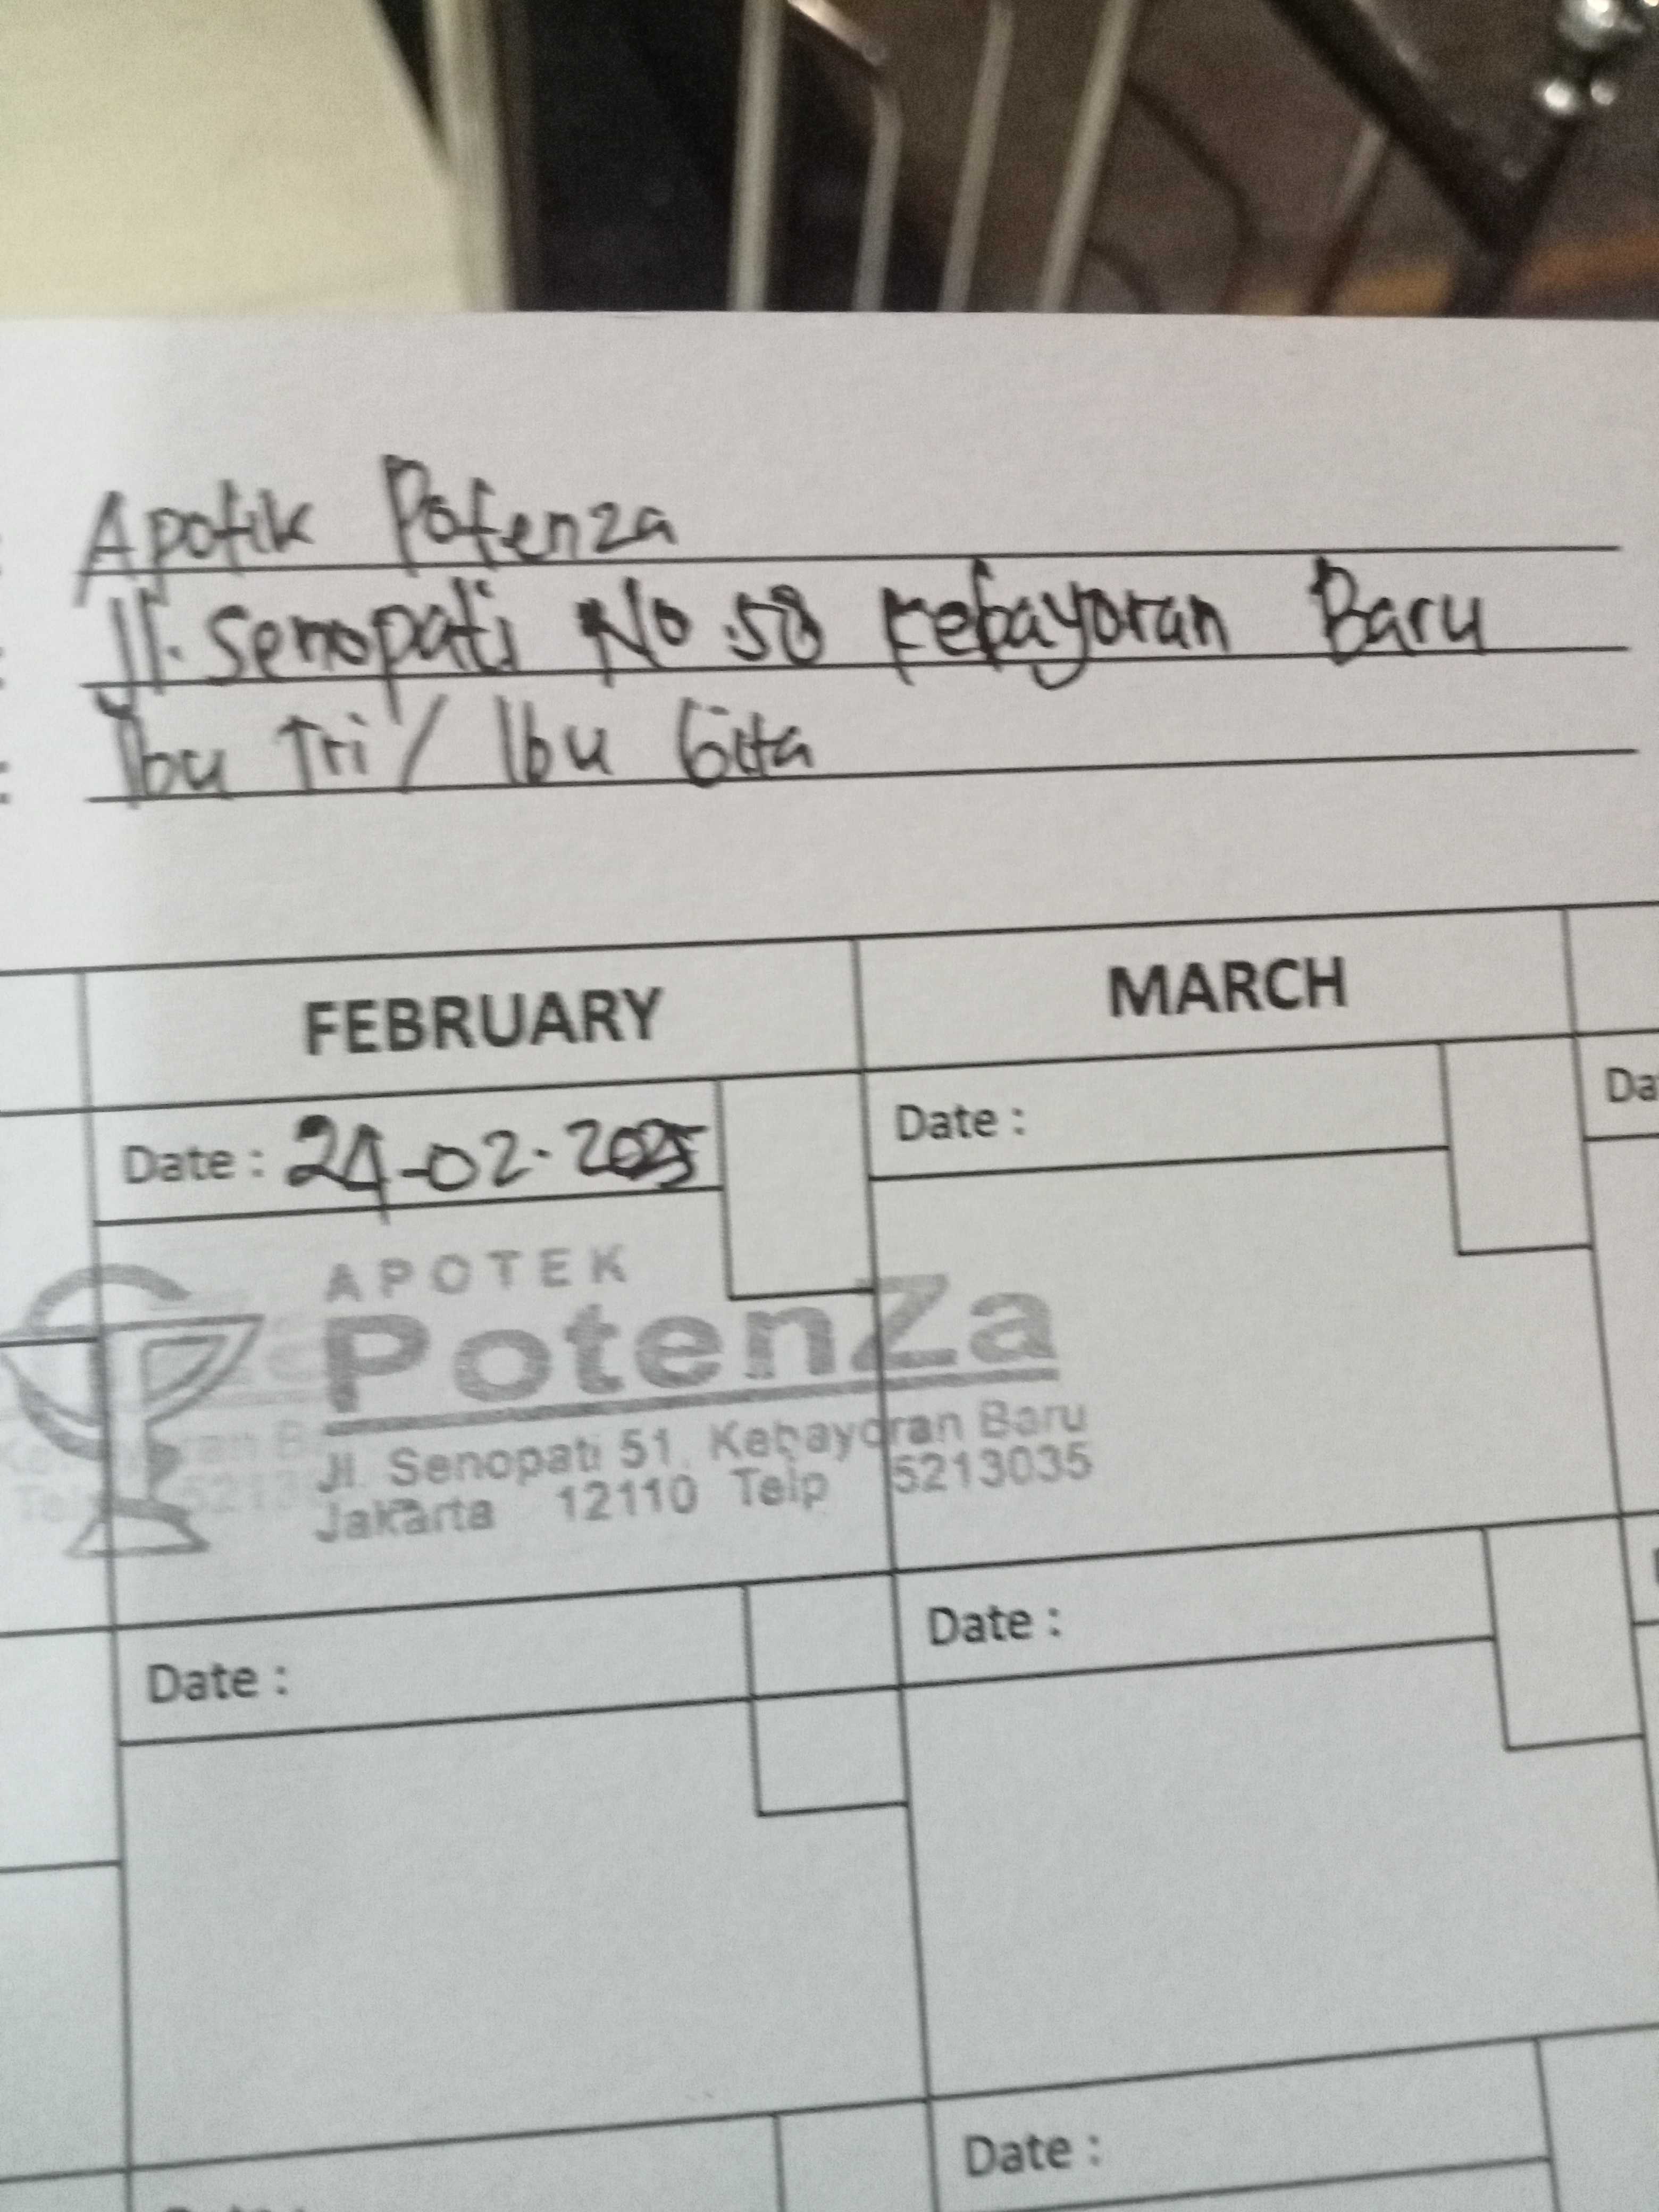 Apotik Potenza
Jl. Senopati No.58 Kebayoran Baru
Ibu Tri / Ibu Gita
FEBRUARY
MARCH
Date : 24-02-2025
Date :
Da
APOTEK
PotenZa
Jl. Senopati 51, Kebayoran Baru
Jakarta 12110 Telp 5213035
Date :
Date :
Date :